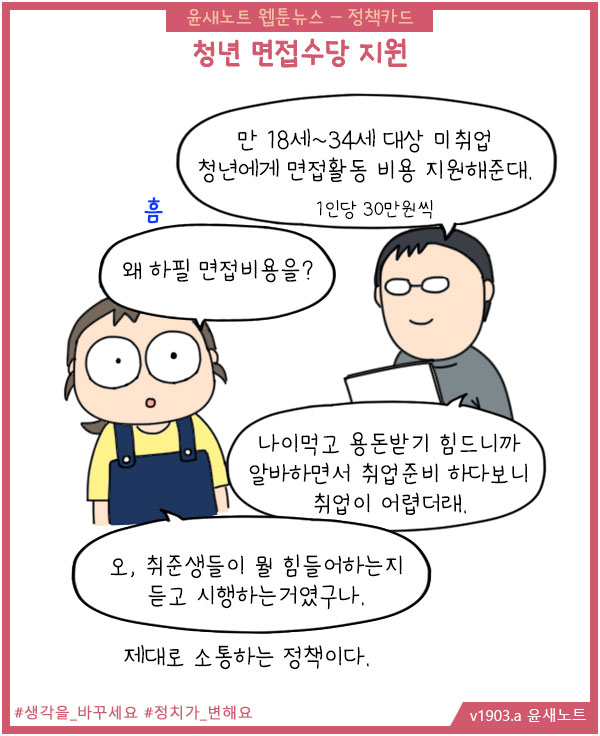 윤새노트 웹툰뉴스 - 정책카드
청년 면접수당 지원
만 18세~34세 대상 미취업
청년에게 면접활동 비용 지원해준대.
1인당 30만원씩
흠
왜 하필 면접비용을?
나이먹고 용돈받기 힘드니까
알바하면서 취업준비 하다보니
취업이 어렵더래.
오, 취준생들이 뭘 힘들어하는지
듣고 시행하는거였구나.
제대로 소통하는 정책이다.
#생각을_바꾸세요 #정치가_변해요
v1903.a 윤새노트